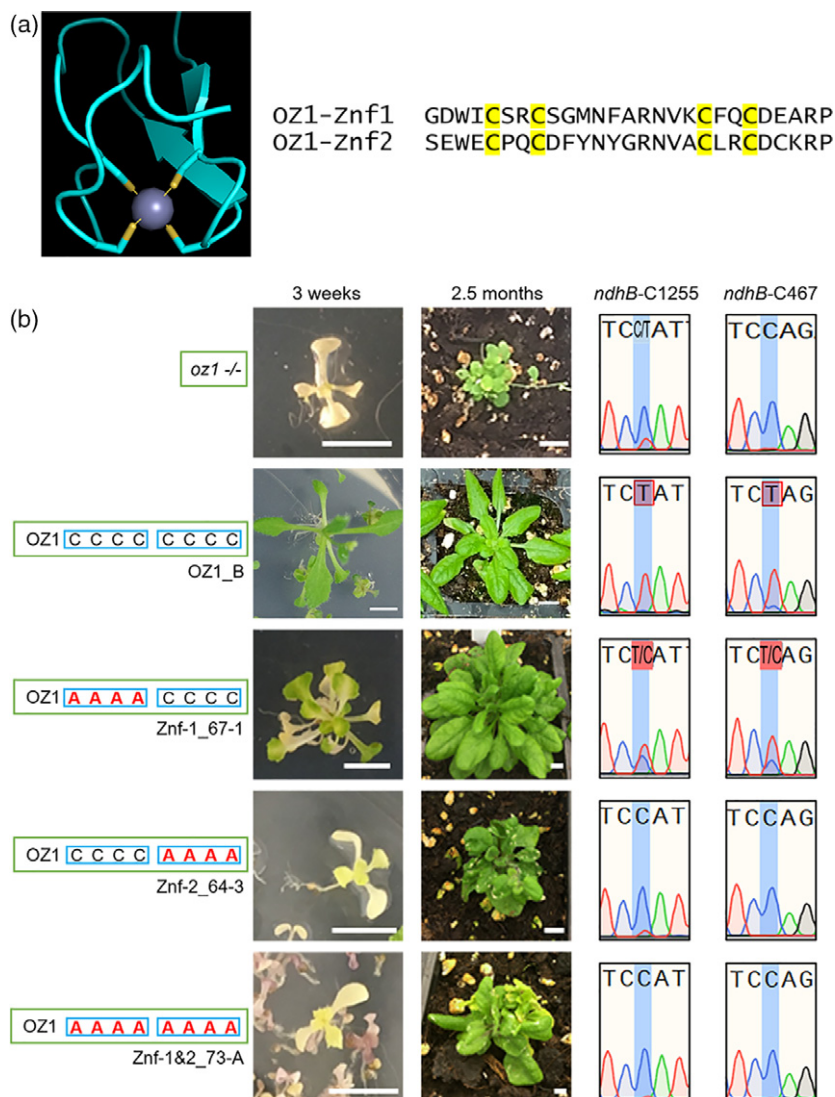 (a)
OZ1-Znf1 GDWICSRCSGMNFARNVKCFQCDEARP
OZ1-Znf2 SEWECPQCDFYNYGRNVACLRCDCKRP
(b)
3 weeks 2.5 months ndhB-C1255 ndhB-C467
oz1 -/-
TCC/TAT TCCAG
OZ1 C C C C C C C C
OZ1_B
TCTAT TCTAG
OZ1 A A A A C C C C
Znf-1_67-1
TCT/CAT TCT/CAG
OZ1 C C C C A A A A
Znf-2_64-3
TCCAT TCCAG
OZ1 A A A A A A A A
Znf-1&2_73-A
TCCAT TCCAG